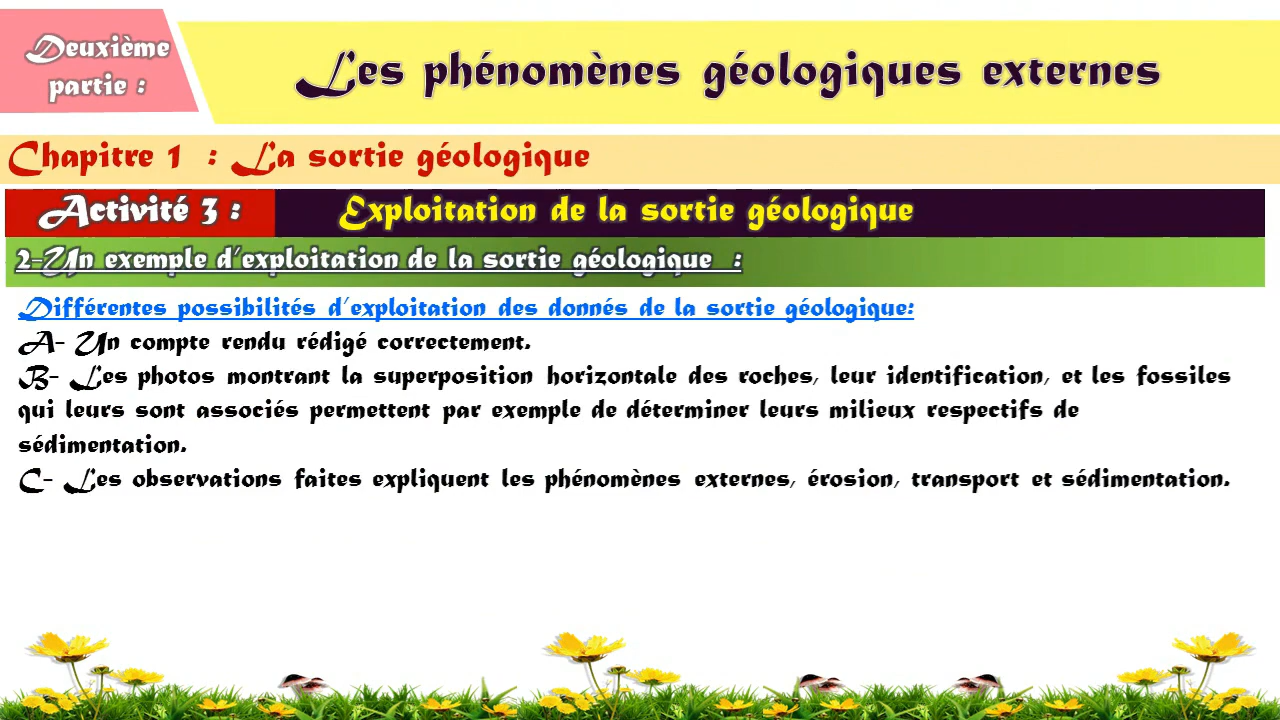 Deuxième
partie :
Les phénomènes géologiques externes
Chapitre 1 : La sortie géologique
Activité 3 :
Exploitation de la sortie géologique
2-Un exemple d'exploitation de la sortie géologique :
Différentes possibilités d'exploitation des donnés de la sortie géologique:
A- Un compte rendu rédigé correctement.
B- Les photos montrant la superposition horizontale des roches, leur identification, et les fossiles
qui leurs sont associés permettent par exemple de déterminer leurs milieux respectifs de
sédimentation.
C- Les observations faites expliquent les phénomènes externes, érosion, transport et sédimentation.